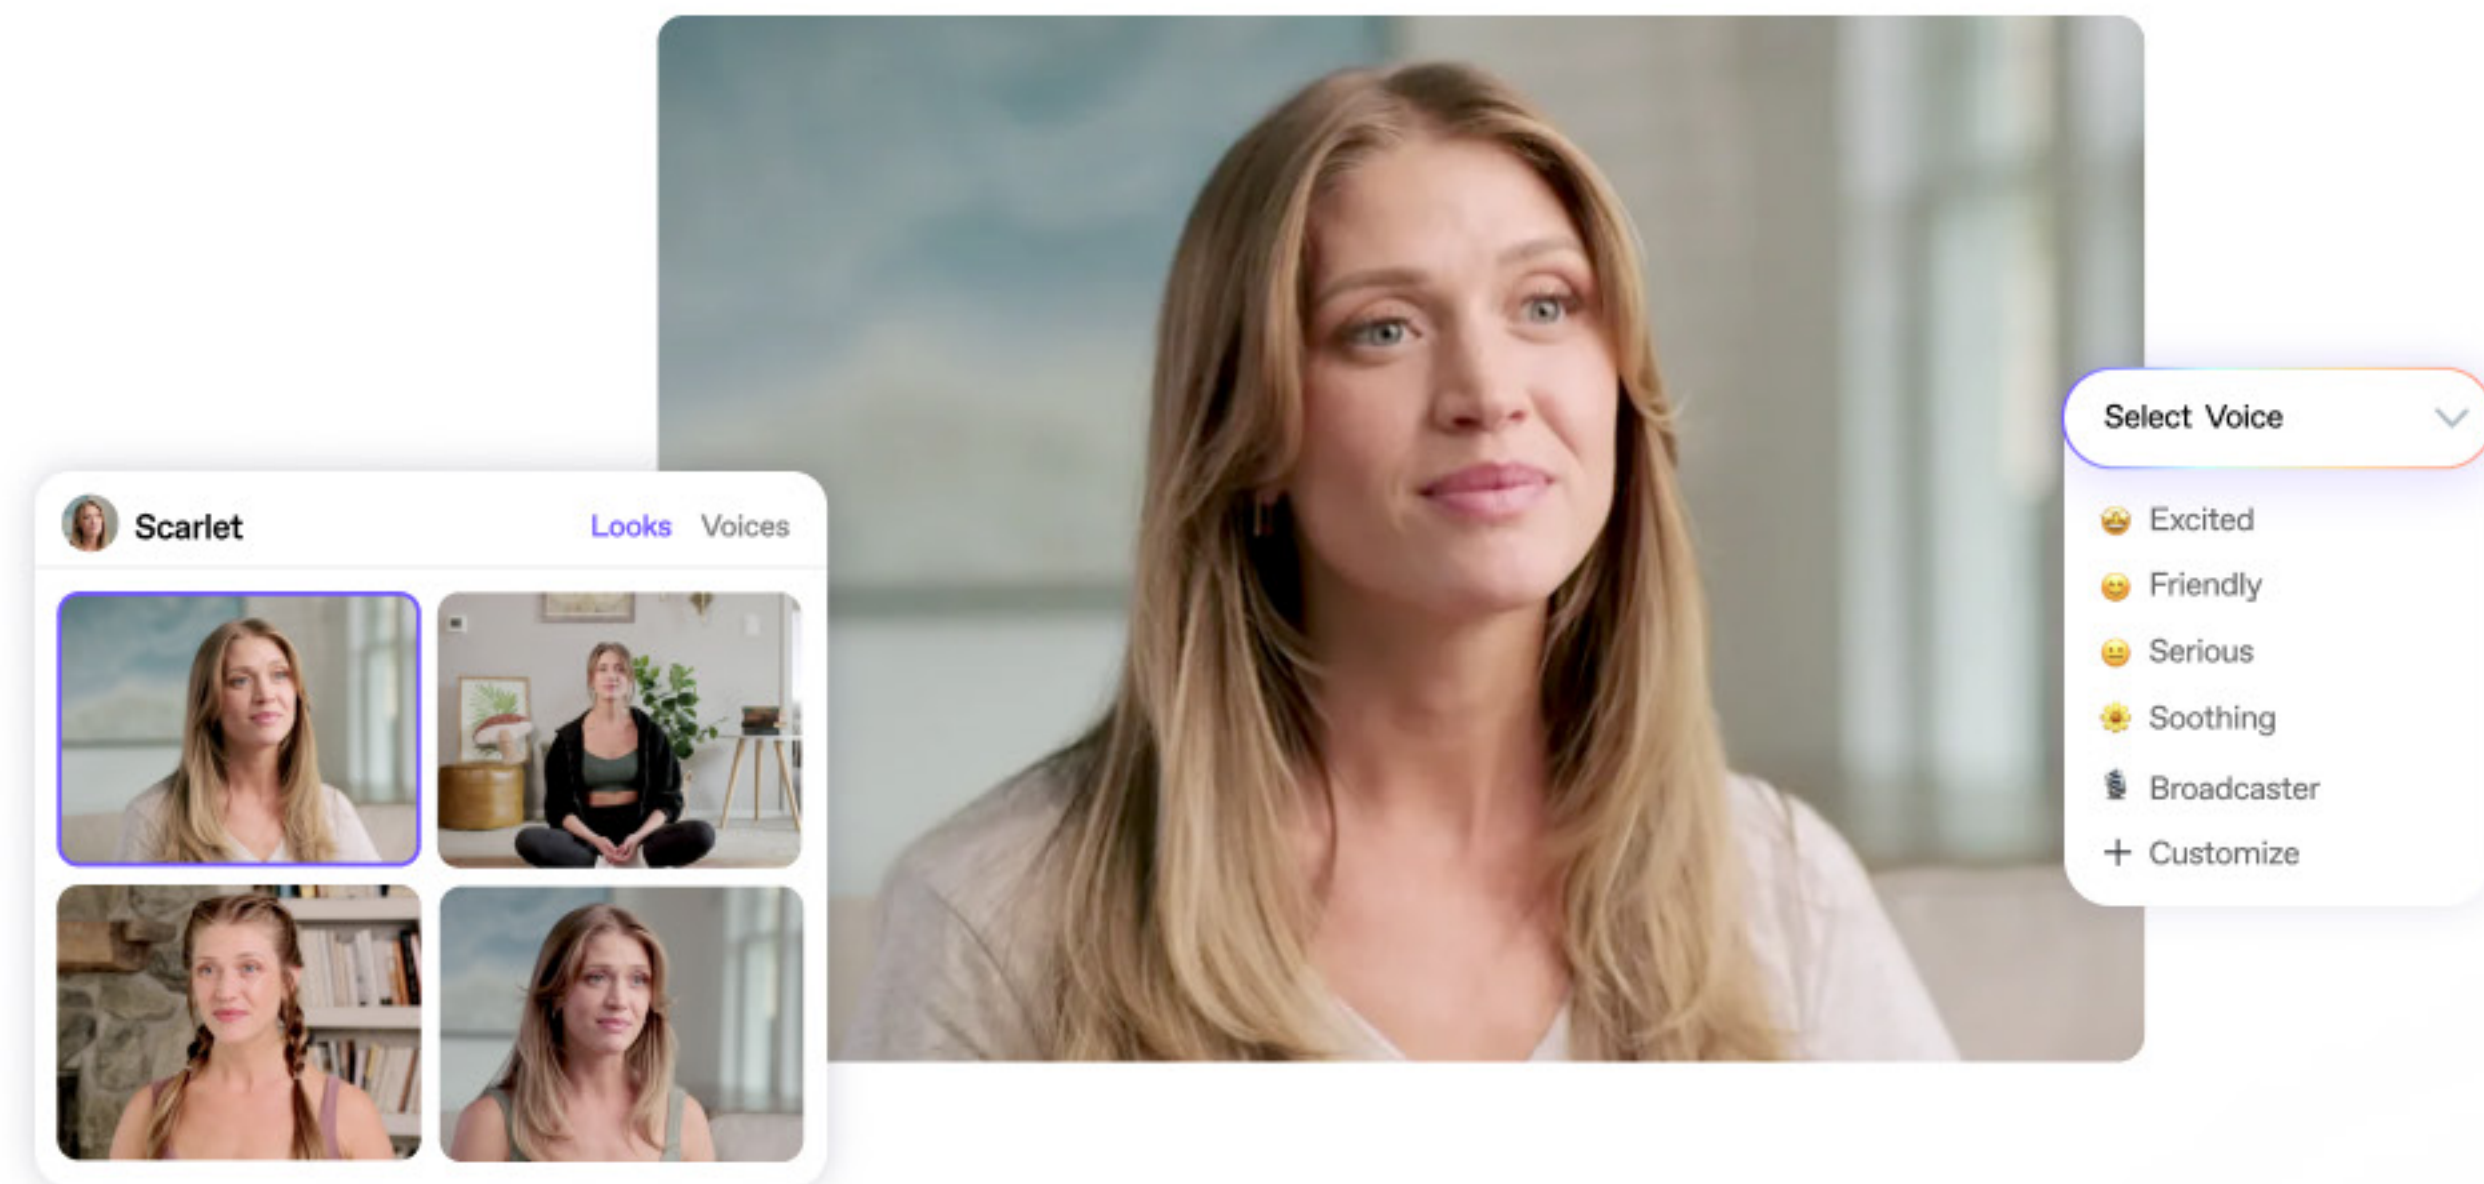 Scarlet
Looks Voices
Select Voice
Excited
Friendly
Serious
Soothing
Broadcaster
Customize